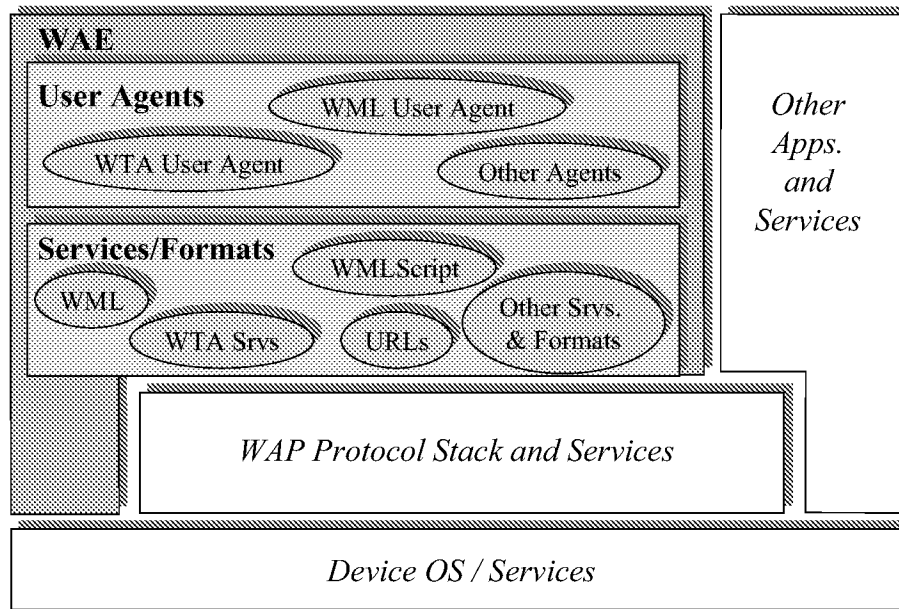 WAE
User Agents
WML User Agent
WTA User Agent
Other Agents
Services/Formats
WMLScript
WML
WTA Srvs
URLs
Other Srvs.
& Formats
Other
Apps.
and
Services
WAP Protocol Stack and Services
Device OS / Services